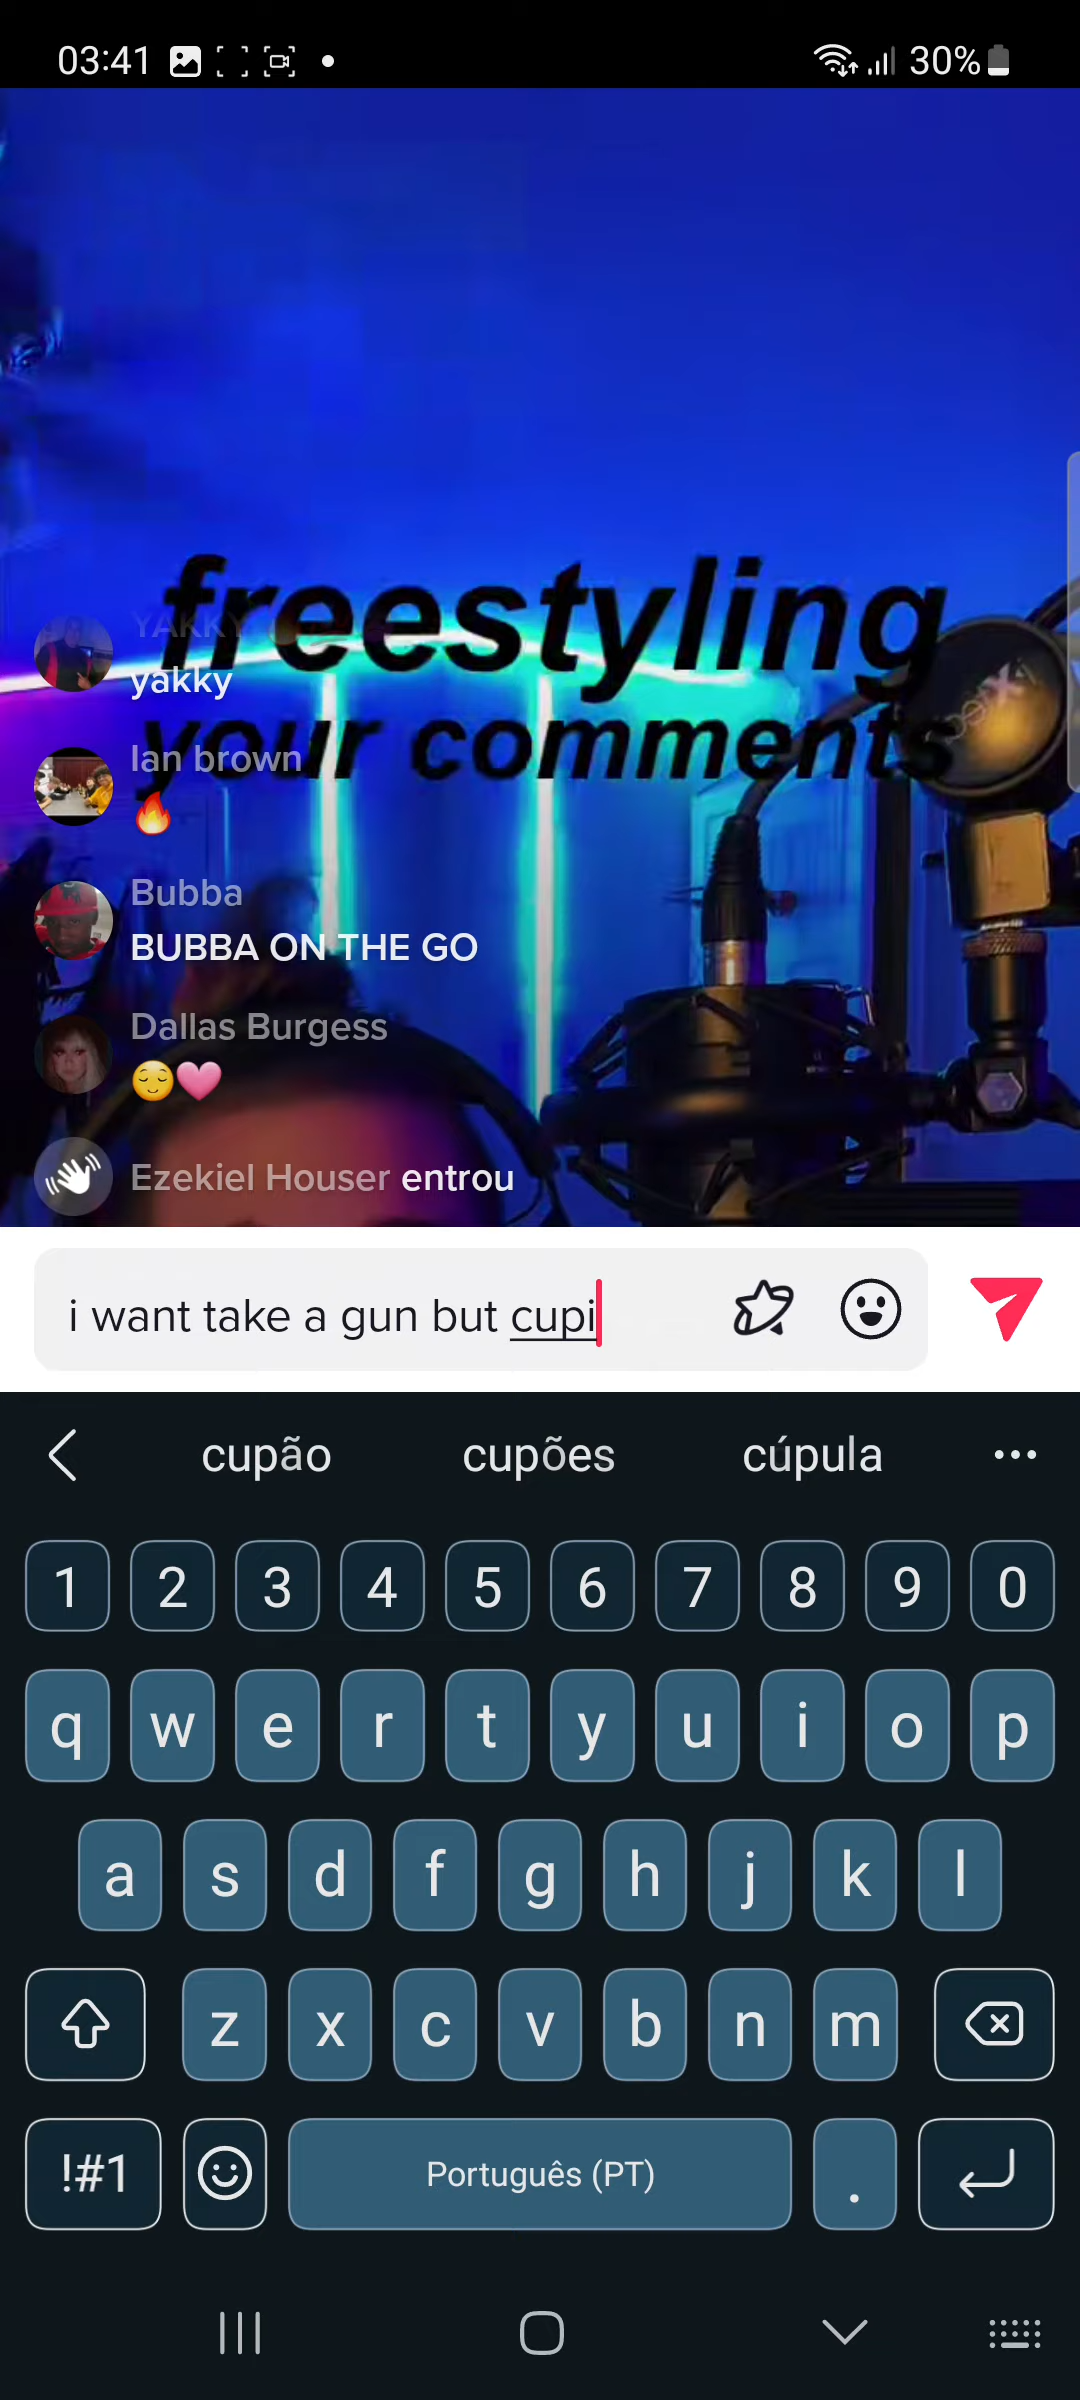 03:41
30%
freestyling
your comments
YAKKY
yakky
Ian brown
🔥
Bubba
BUBBA ON THE GO
Dallas Burgess
😌🩷
Ezekiel Houser entrou
i want take a gun but cupi
cupão cupões cúpula
1 2 3 4 5 6 7 8 9 0
q w e r t y u i o p
a s d f g h j k l
z x c v b n m
!#1 Português (PT) .